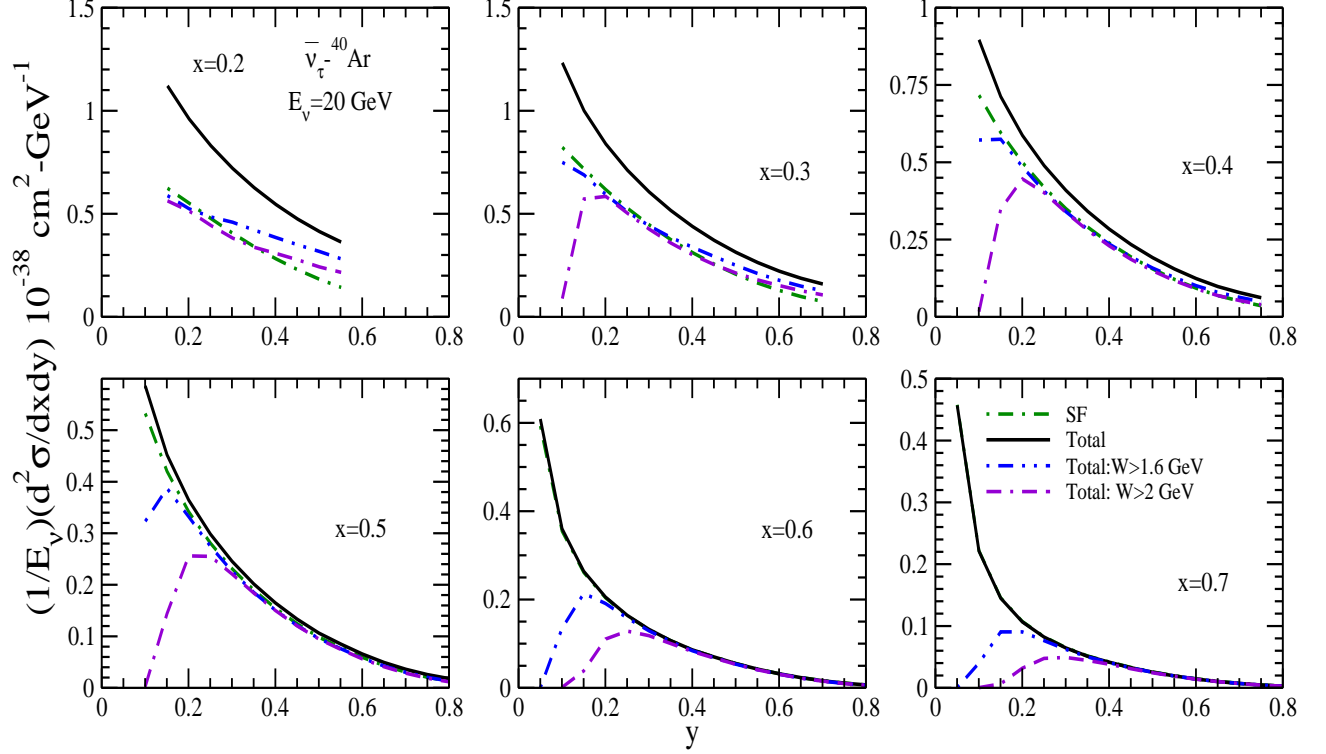 (1/E_ν)(d²σ/dxdy) 10⁻³⁸ cm²-GeV⁻¹
1.5
1
0.5
0
0 0.2 0.4 0.6 0.8
x=0.2
ν̅_τ-⁴⁰Ar
E_ν=20 GeV
1.5
1
0.5
0
0 0.2 0.4 0.6 0.8
x=0.3
1
0.75
0.5
0.25
0
0 0.2 0.4 0.6 0.8
x=0.4
0.5
0.4
0.3
0.2
0.1
0
0 0.2 0.4 0.6 0.8
x=0.5
0.6
0.4
0.2
0
0 0.2 0.4 0.6 0.8
x=0.6
0.5
0.4
0.3
0.2
0.1
0
0 0.2 0.4 0.6 0.8
SF
Total
Total:W>1.6 GeV
Total: W>2 GeV
x=0.7
y